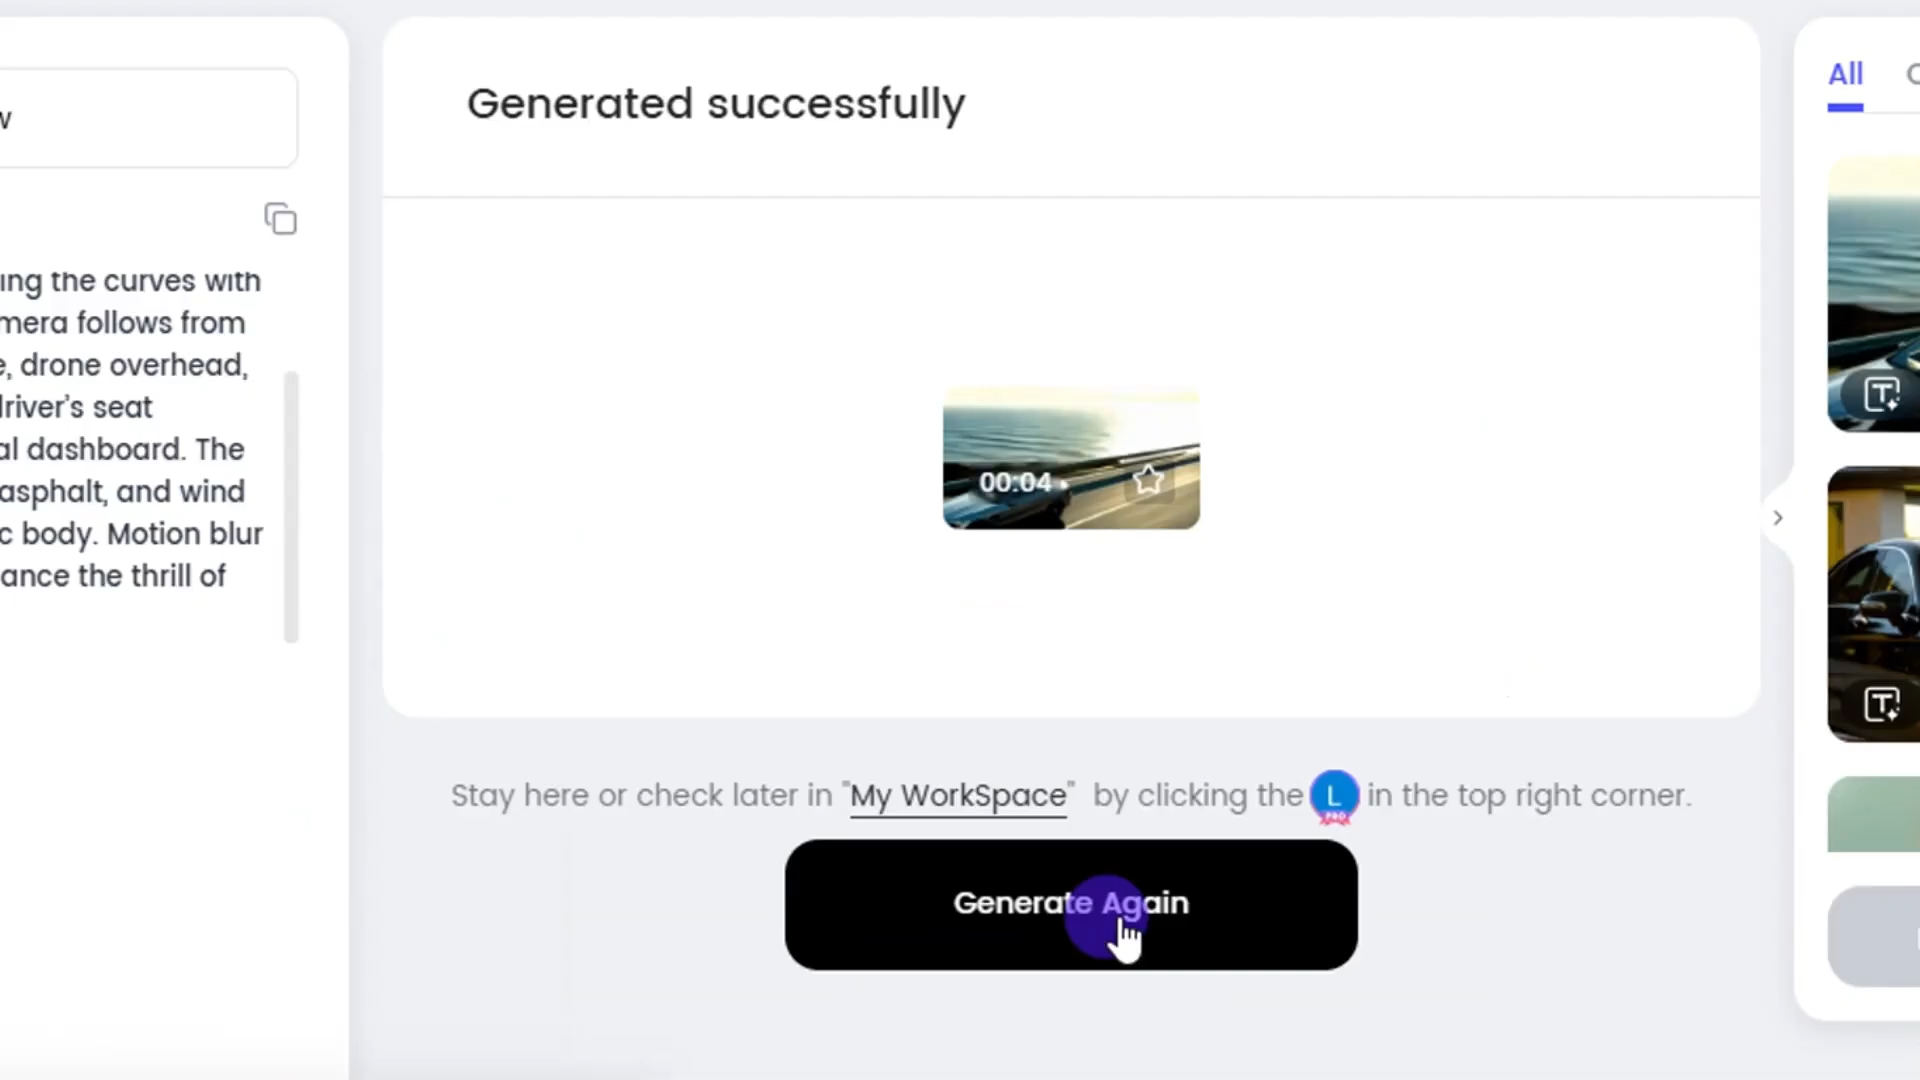 w
ing the curves with
mera follows from
e, drone overhead,
driver's seat
al dashboard. The
asphalt, and wind
c body. Motion blur
ance the thrill of
Generated successfully
00:04
Stay here or check later in "My WorkSpace" by clicking the L PRO in the top right corner.
Generate Again
All